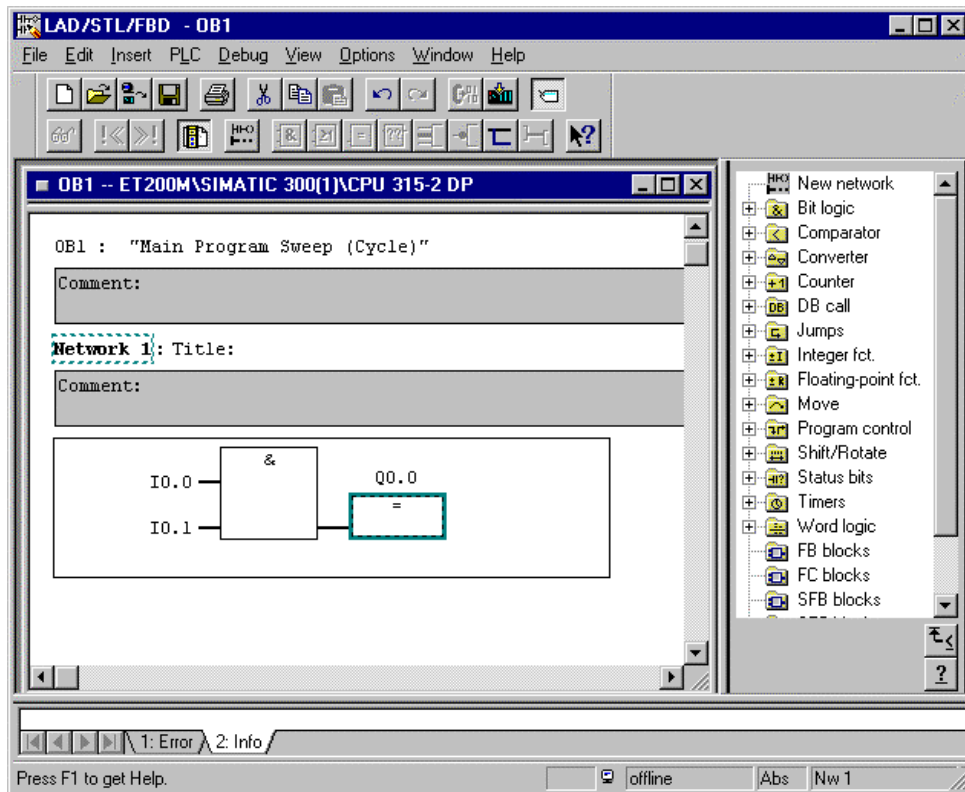 LAD/STL/FBD - OB1
File Edit Insert PLC Debug View Options Window Help
OB1 -- ET200M\SIMATIC 300(1)\CPU 315-2 DP
OB1 : "Main Program Sweep (Cycle)"
Comment:
Network 1: Title:
Comment:
&
I0.0
Q0.0
=
I0.1
New network
Bit logic
Comparator
Converter
Counter
DB call
Jumps
Integer fct.
Floating-point fct.
Move
Program control
Shift/Rotate
Status bits
Timers
Word logic
FB blocks
FC blocks
SFB blocks
1: Error 2: Info
Press F1 to get Help. offline Abs Nw 1